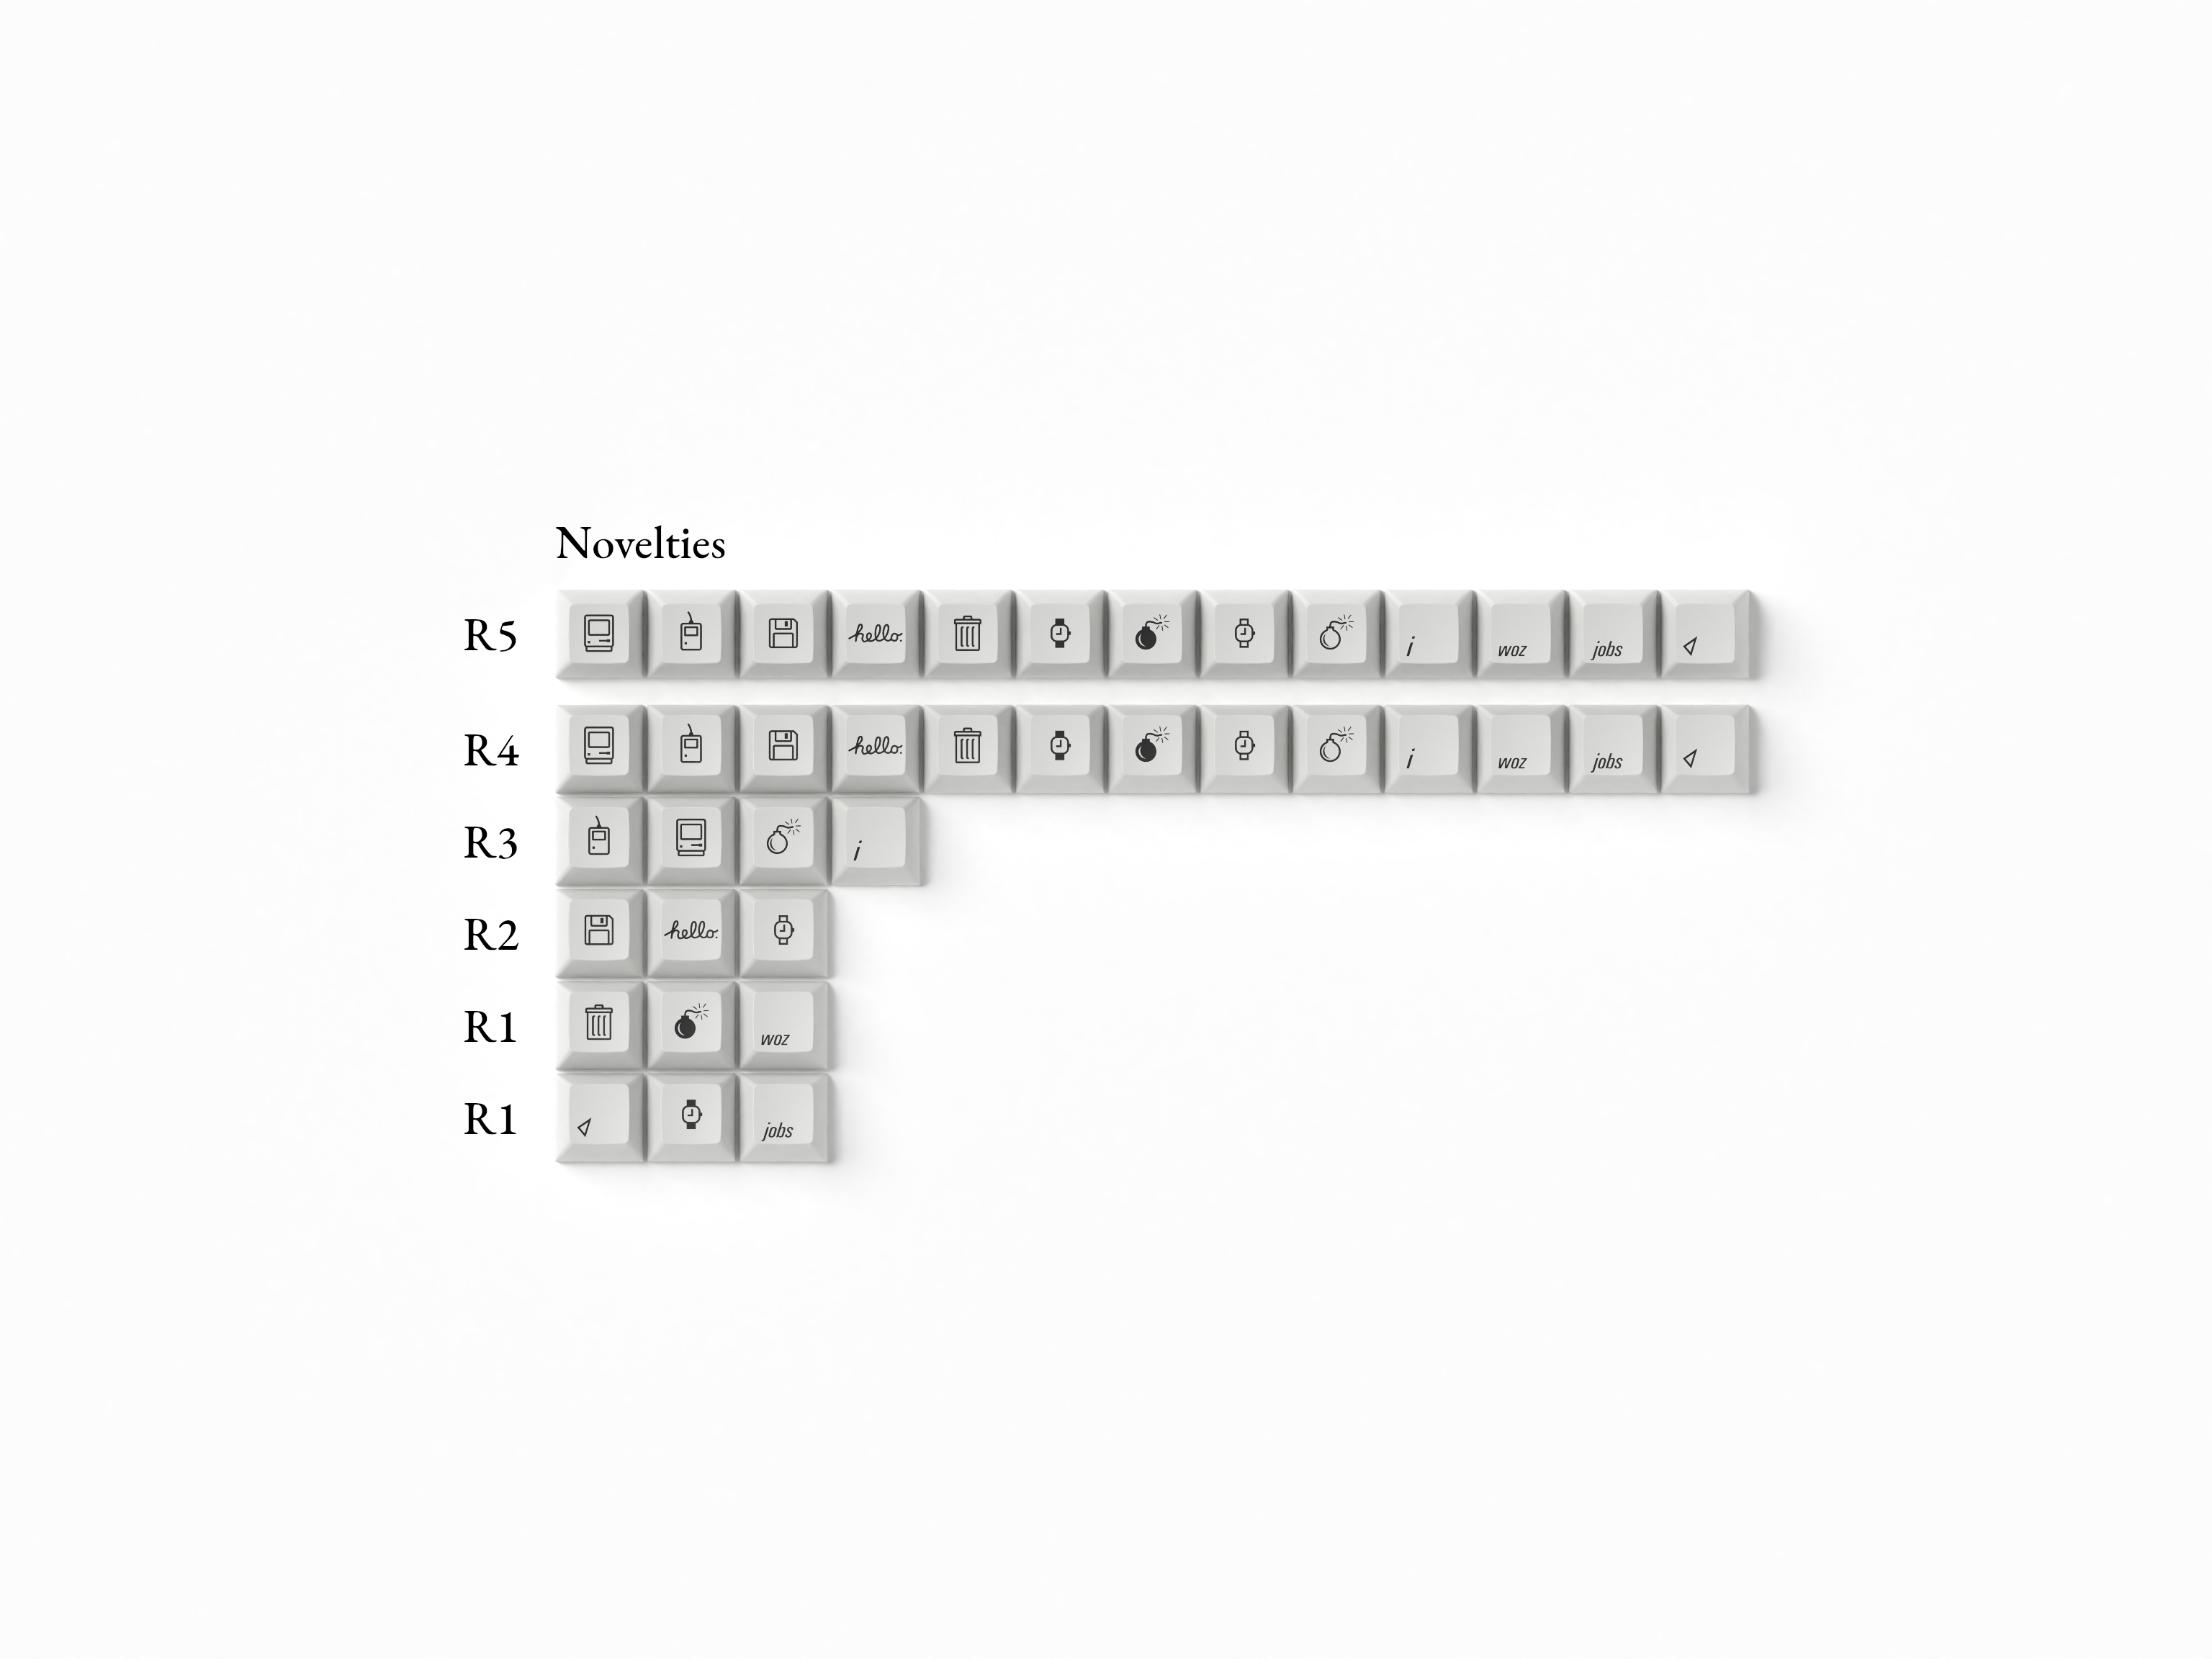 Novelties
R5 hello. i woz jobs
R4 hello. i woz jobs
R3 i
R2 hello.
R1 woz
R1 jobs